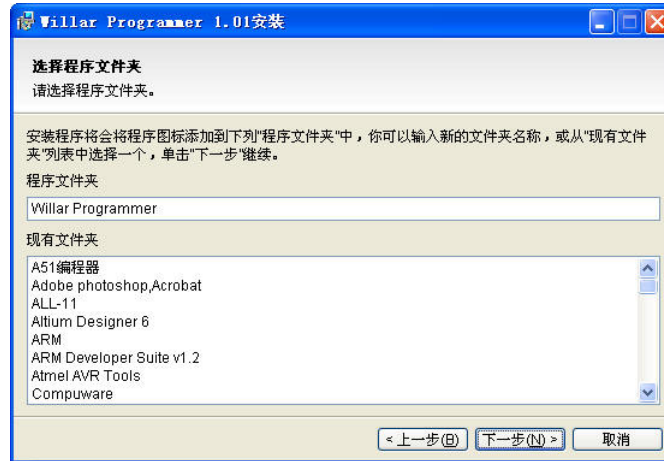 Willar Programmer 1.01安装
选择程序文件夹
请选择程序文件夹。
安装程序将会将程序图标添加到下列"程序文件夹"中，你可以输入新的文件夹名称，或从"现有文件
夹"列表中选择一个，单击"下一步"继续。
程序文件夹
Willar Programmer
现有文件夹
A51编程器
Adobe photoshop,Acrobat
ALL-11
Altium Designer 6
ARM
ARM Developer Suite v1.2
Atmel AVR Tools
Compuware
<上一步(B) 下一步(N)> 取消